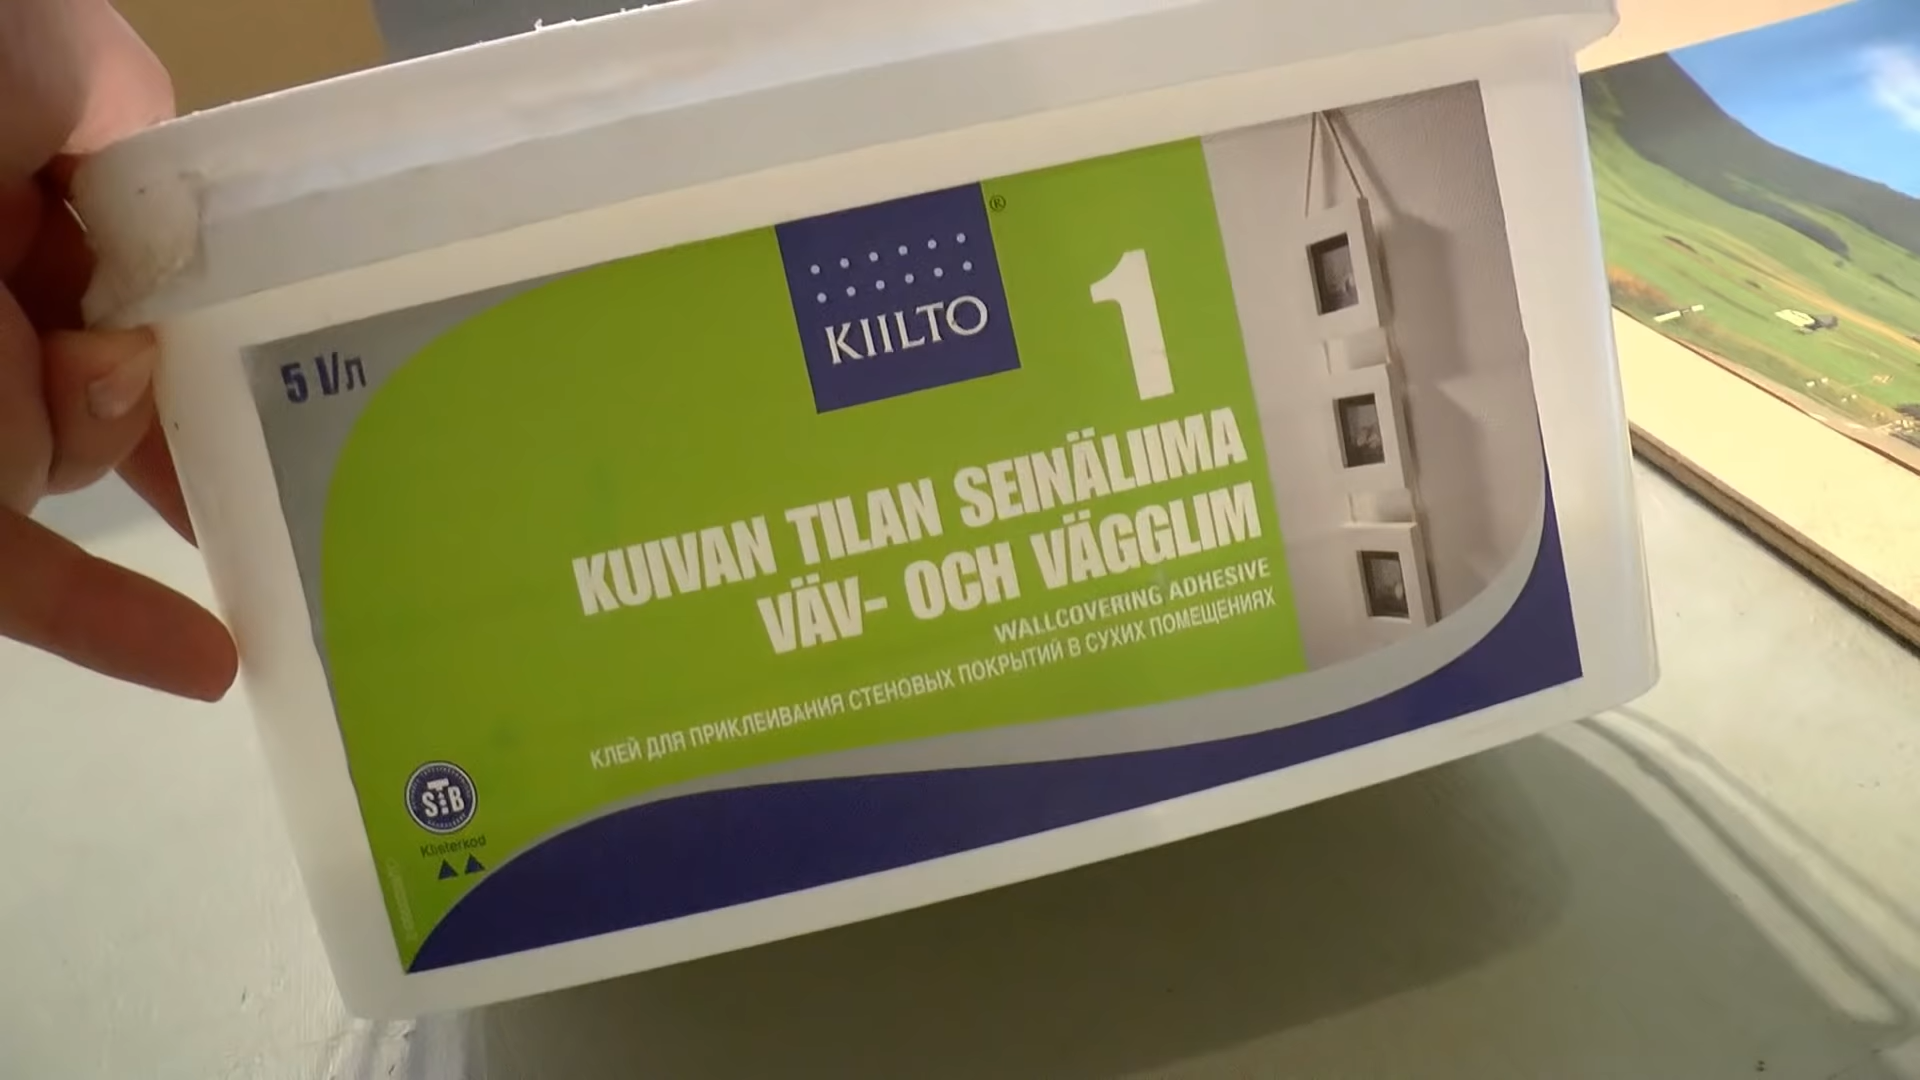 5 l/л
KIILTO
®
1
KUIVAN TILAN SEINÄLIIMA
VÄV- OCH VÄGGLIM
WALLCOVERING ADHESIVE
КЛЕЙ ДЛЯ ПРИКЛЕИВАНИЯ СТЕНОВЫХ ПОКРЫТИЙ В СУХИХ ПОМЕЩЕНИЯХ
STB
Klisterkod